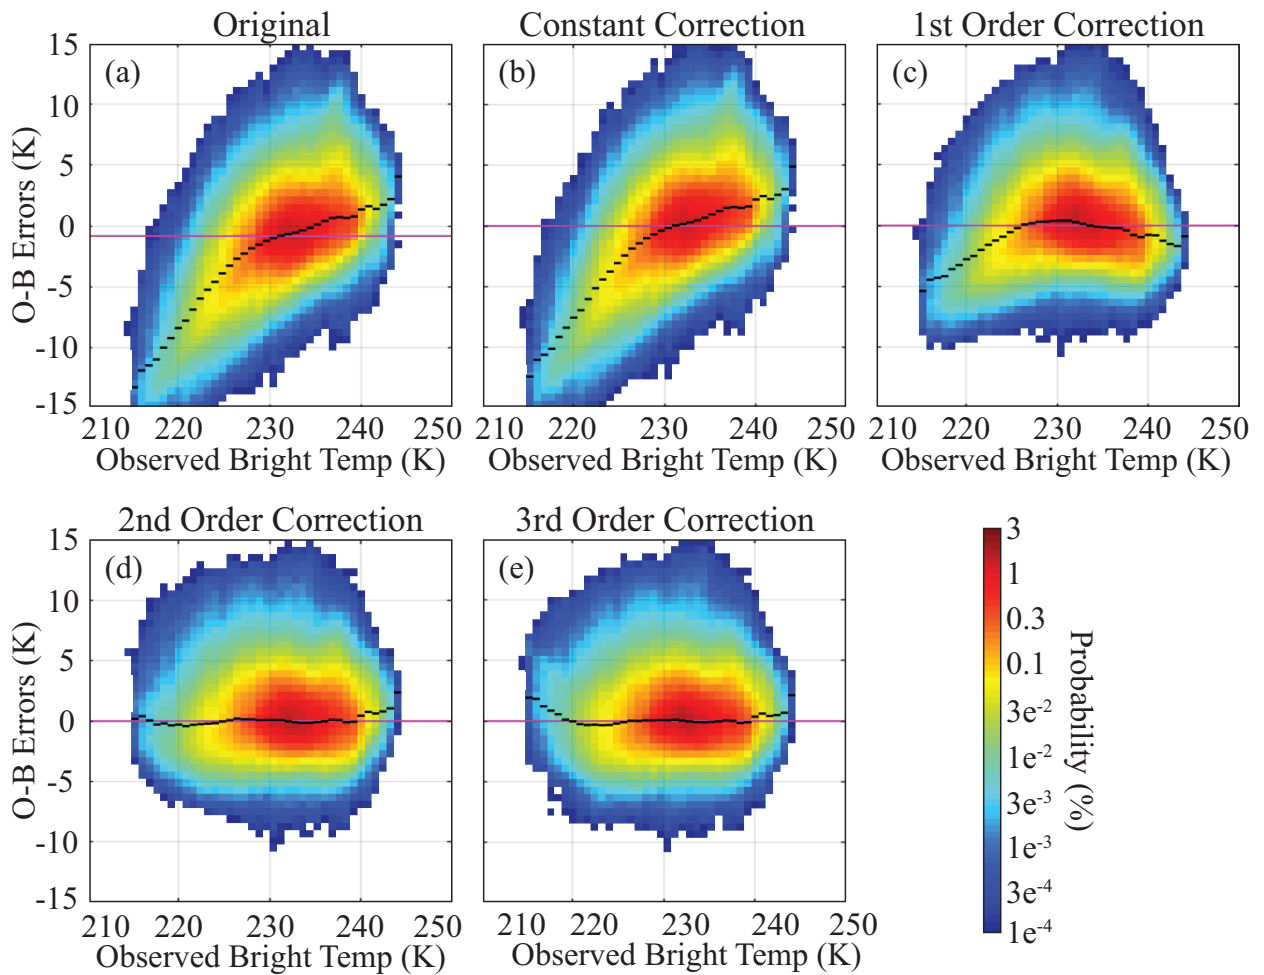 Original
Constant Correction
1st Order Correction
(a)
(b)
(c)
15
10
5
0
-5
-10
-15
O-B Errors (K)
210 220 230 240 250
210 220 230 240 250
210 220 230 240 250
Observed Bright Temp (K)
Observed Bright Temp (K)
Observed Bright Temp (K)
2nd Order Correction
3rd Order Correction
(d)
(e)
15
10
5
0
-5
-10
-15
O-B Errors (K)
210 220 230 240 250
210 220 230 240 250
Observed Bright Temp (K)
Observed Bright Temp (K)
3
1
0.3
0.1
3e-2
1e-2
3e-3
1e-3
3e-4
1e-4
Probability (%)